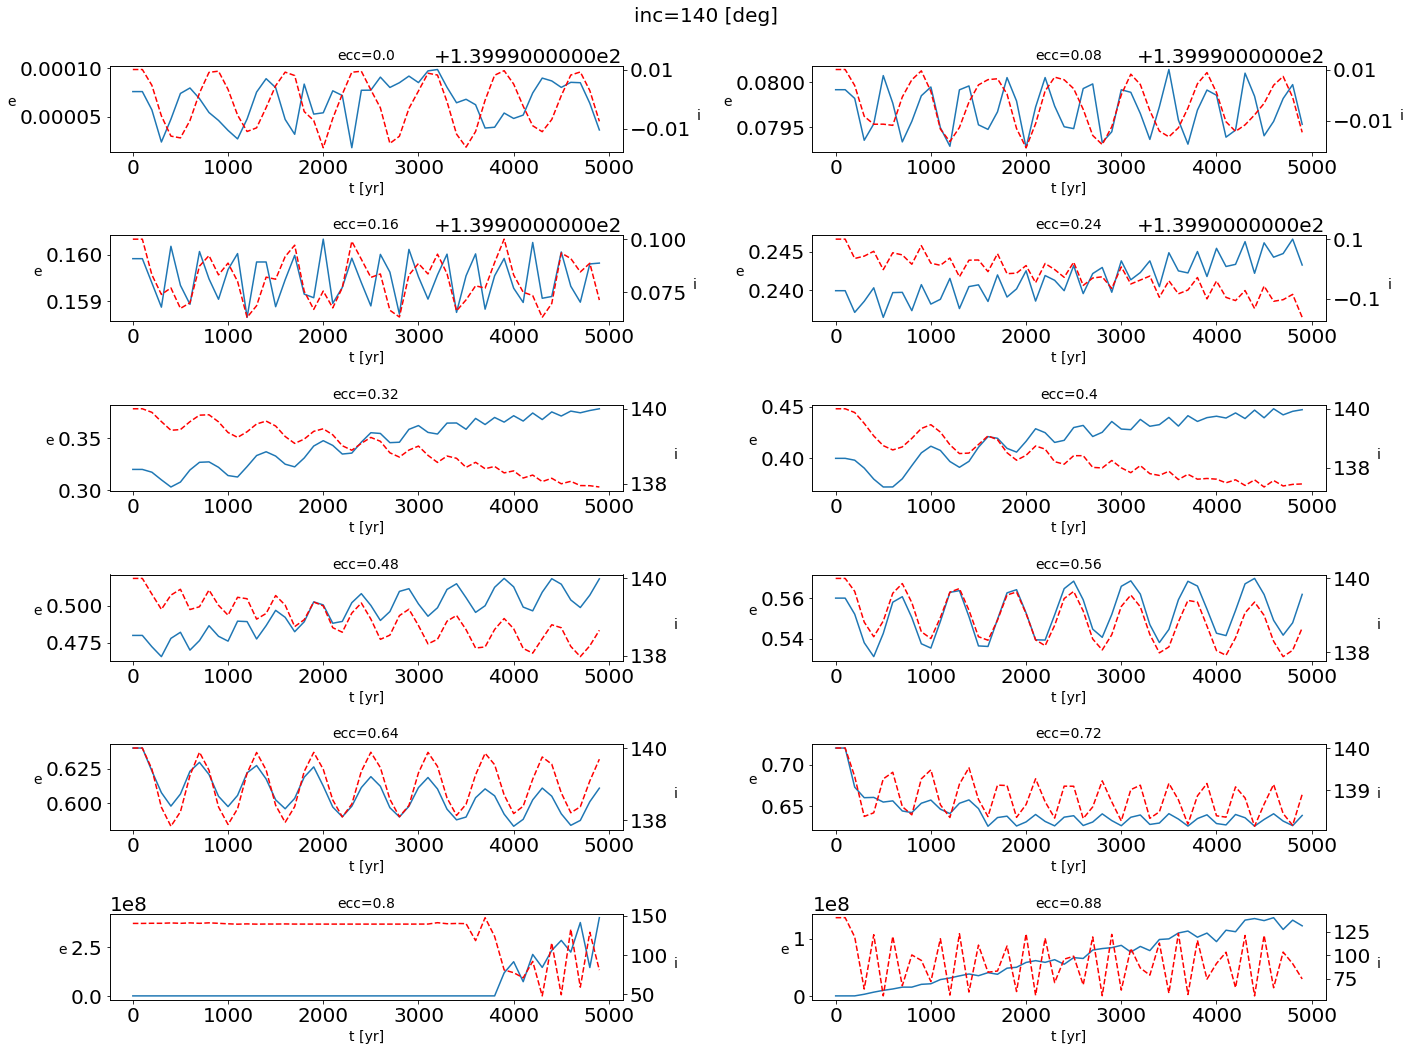 inc=140 [deg]
ecc=0.0
+1.3999000000e2
0.00010
0.00005
e
0.01
−0.01
i
0 1000 2000 3000 4000 5000
t [yr]
ecc=0.08
+1.3999000000e2
0.0800
0.0795
e
0.01
−0.01
i
0 1000 2000 3000 4000 5000
t [yr]
ecc=0.16
+1.3990000000e2
0.160
0.159
e
0.100
0.075
i
0 1000 2000 3000 4000 5000
t [yr]
ecc=0.24
+1.3990000000e2
0.245
0.240
e
0.1
−0.1
i
0 1000 2000 3000 4000 5000
t [yr]
ecc=0.32
0.35
0.30
e
140
138
i
0 1000 2000 3000 4000 5000
t [yr]
ecc=0.4
0.45
0.40
e
140
138
i
0 1000 2000 3000 4000 5000
t [yr]
ecc=0.48
0.500
0.475
e
140
138
i
0 1000 2000 3000 4000 5000
t [yr]
ecc=0.56
0.56
0.54
e
140
138
i
0 1000 2000 3000 4000 5000
t [yr]
ecc=0.64
0.625
0.600
e
140
138
i
0 1000 2000 3000 4000 5000
t [yr]
ecc=0.72
0.70
0.65
e
140
139
i
0 1000 2000 3000 4000 5000
t [yr]
ecc=0.8
1e8
2.5
0.0
e
150
100
50
i
0 1000 2000 3000 4000 5000
t [yr]
ecc=0.88
1e8
1
0
e
125
100
75
i
0 1000 2000 3000 4000 5000
t [yr]